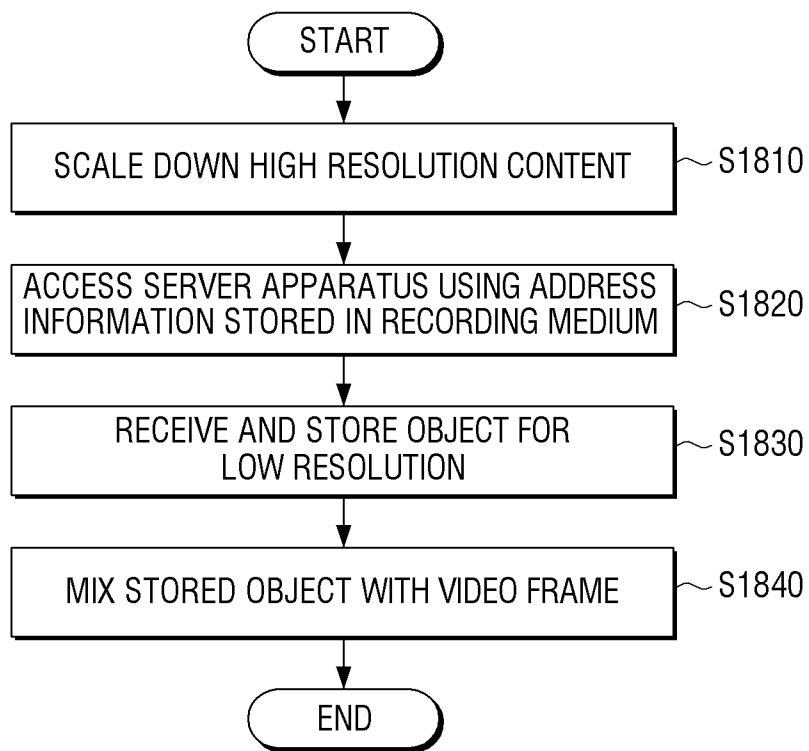 START
SCALE DOWN HIGH RESOLUTION CONTENT
S1810
ACCESS SERVER APPARATUS USING ADDRESS
INFORMATION STORED IN RECORDING MEDIUM
S1820
RECEIVE AND STORE OBJECT FOR
LOW RESOLUTION
S1830
MIX STORED OBJECT WITH VIDEO FRAME
S1840
END